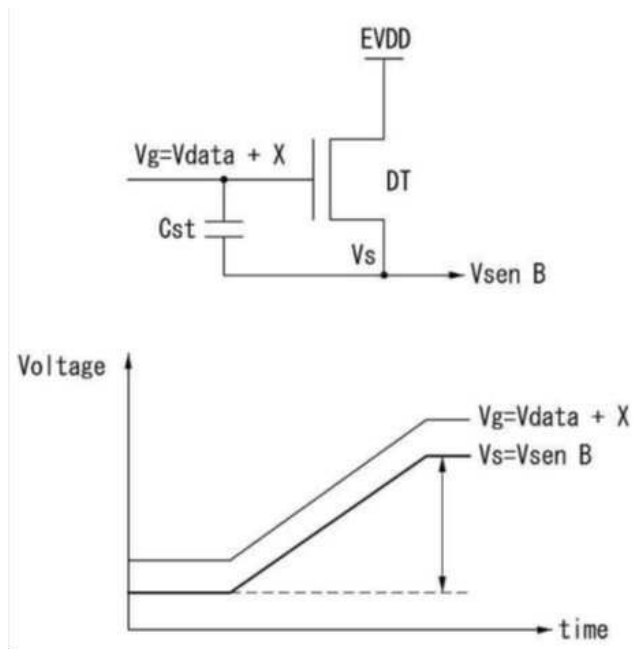 EVDD
Vg=Vdata + X
DT
Cst
Vs
Vsen B
Voltage
Vg=Vdata + X
Vs=Vsen B
time